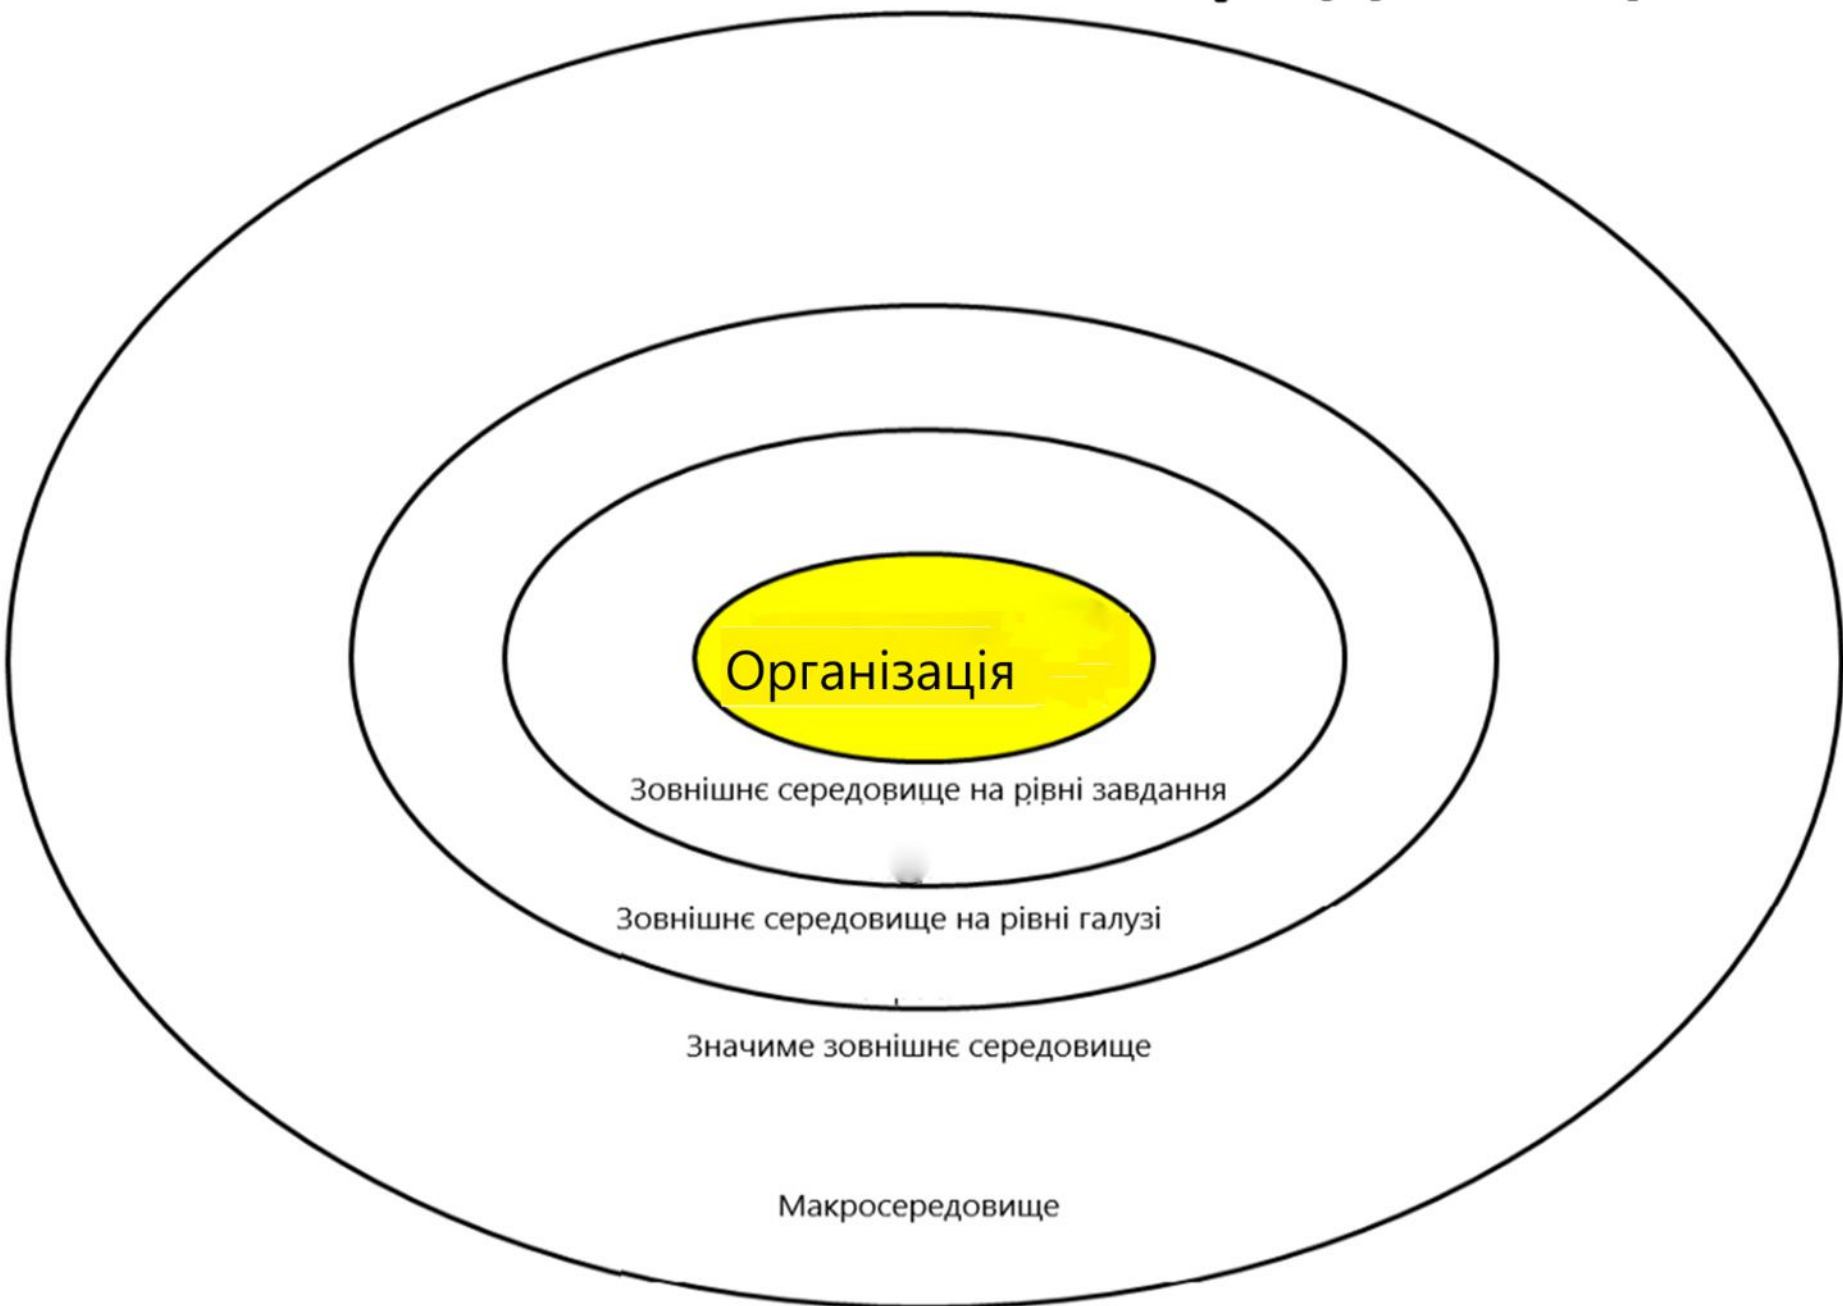 Організація
Зовнішнє середовище на рівні завдання
Зовнішнє середовище на рівні галузі
Значиме зовнішнє середовище
Макросередовище